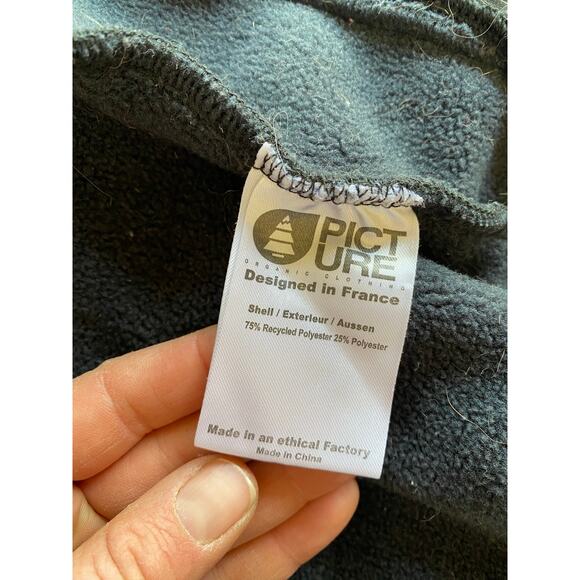 PICT
URE
ORGANIC CLOTHING
Designed in France
Shell / Exterieur / Aussen
75% Recycled Polyester 25% Polyester
Made in an ethical Factory
Made in China